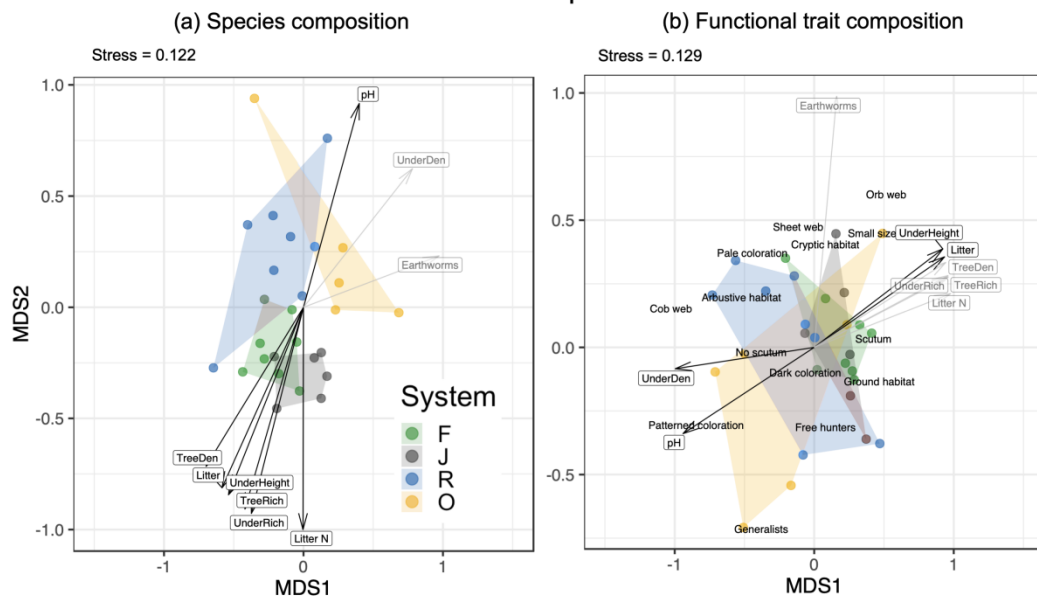 (a) Species composition
Stress = 0.122
MDS2
1.0
0.5
0.0
-0.5
-1.0
pH
UnderDen
Earthworms
TreeDen
Litter
UnderHeight
TreeRich
UnderRich
Litter N
System
F
J
R
O
-1
0
1
MDS1
(b) Functional trait composition
Stress = 0.129
1.0
0.5
0.0
-0.5
Earthworms
Orb web
Sheet web
Small size
UnderHeight
Cryptic habitat
Litter
Pale coloration
TreeDen
UnderRich
TreeRich
Arbustive habitat
Litter N
Cob web
Scutum
No scutum
Dark coloration
UnderDen
Ground habitat
Patterned coloration
Free hunters
pH
Generalists
-1
0
1
MDS1